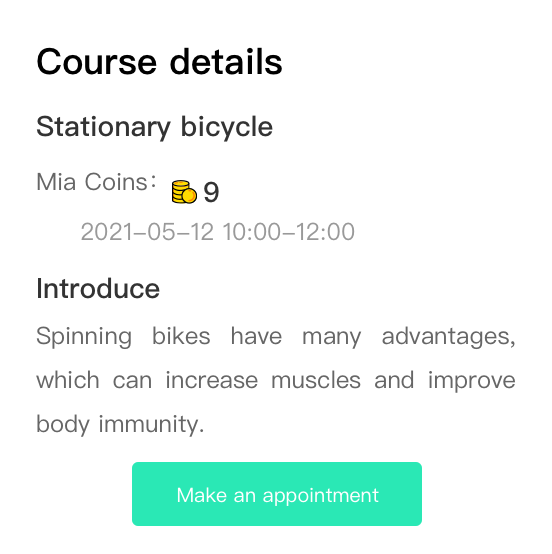 Course details
Stationary bicycle
Mia Coins： 9
2021-05-12 10:00-12:00
Introduce
Spinning bikes have many advantages,
which can increase muscles and improve
body immunity.
Make an appointment